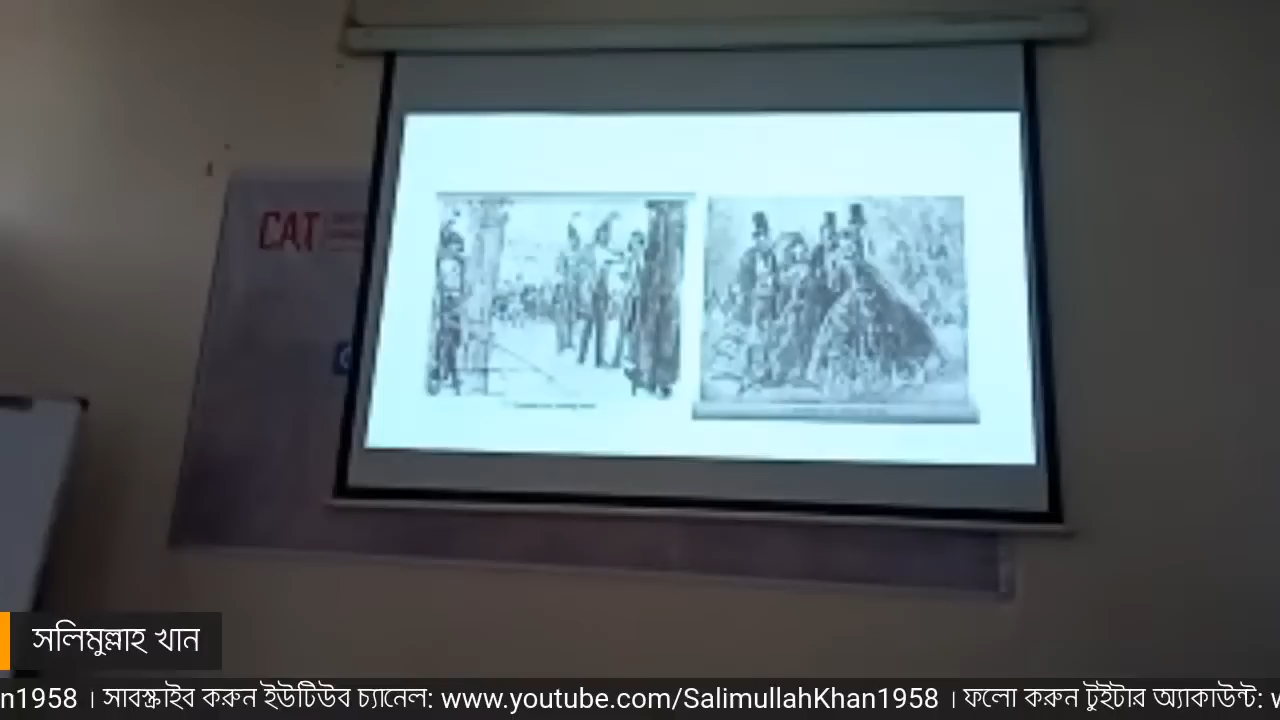 CAT
সলিমুল্লাহ খান
n1958 । সাবস্ক্রাইব করুন ইউটিউব চ্যানেল: www.youtube.com/SalimullahKhan1958 । ফলো করুন টুইটার অ্যাকাউন্ট: w